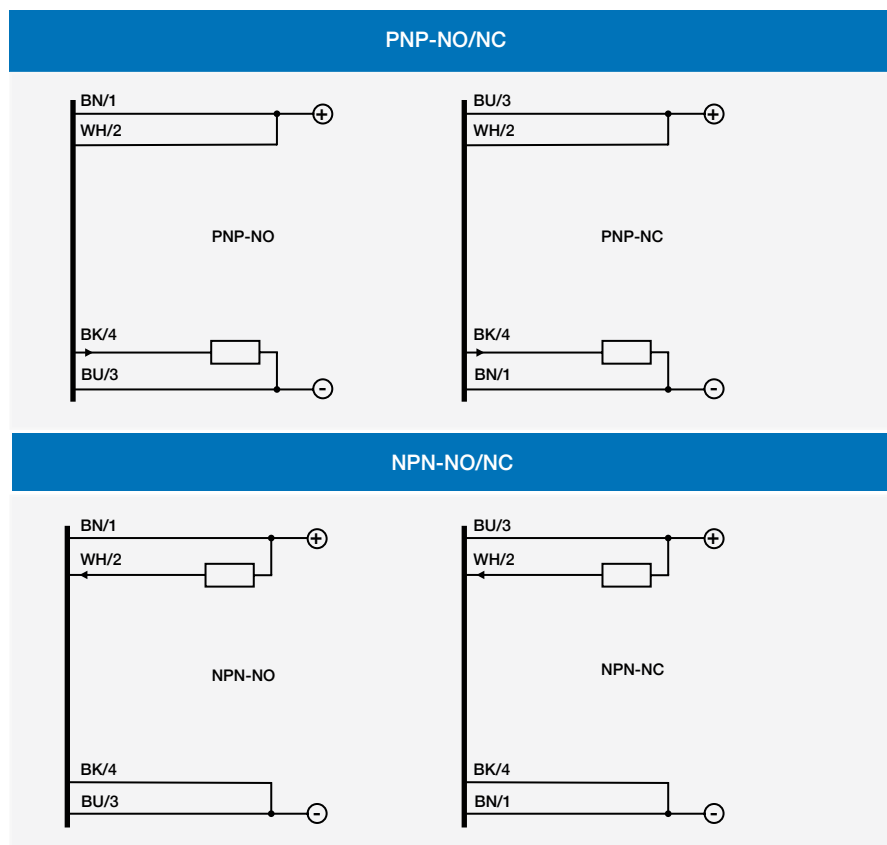 PNP-NO/NC
BN/1
WH/2
+
PNP-NO
BK/4
BU/3
-
BU/3
WH/2
+
PNP-NC
BK/4
BN/1
-
NPN-NO/NC
BN/1
WH/2
+
NPN-NO
BK/4
BU/3
-
BU/3
WH/2
+
NPN-NC
BK/4
BN/1
-